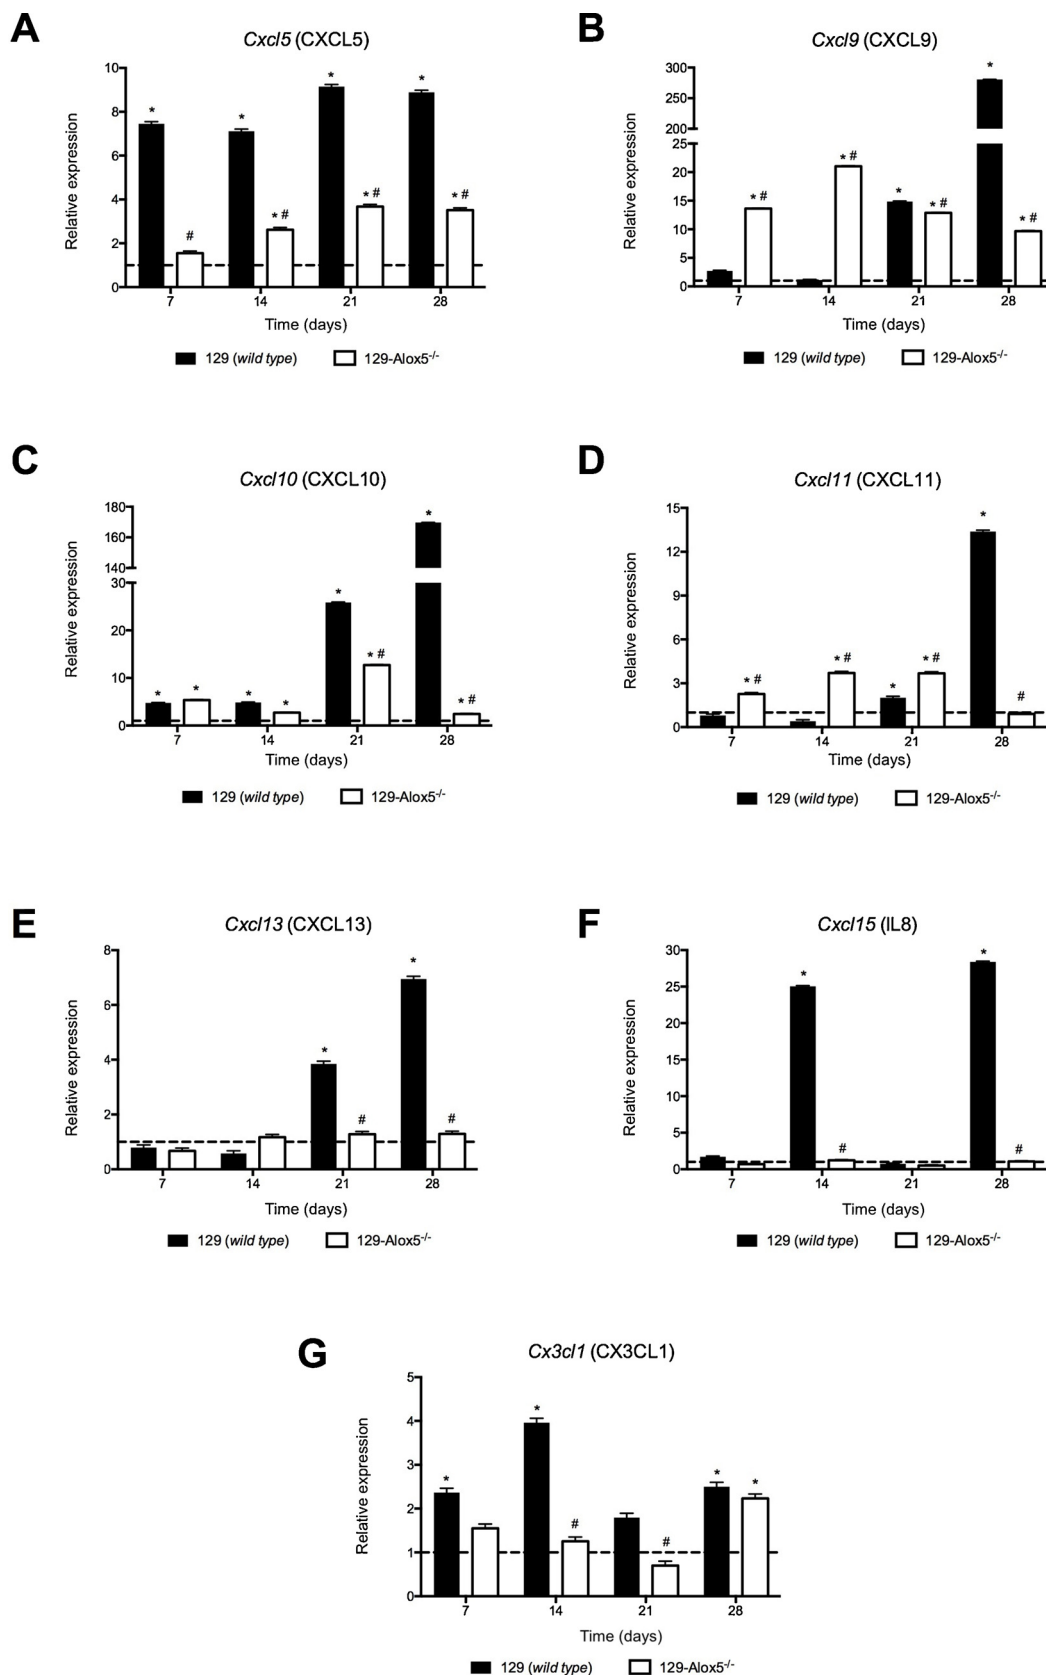 A
Cxcl5 (CXCL5)
Relative expression
10
8
6
4
2
0
* # * * # * * # * * #
7 14 21 28
Time (days)
129 (wild type) 129-Alox5-/-
B
Cxcl9 (CXCL9)
Relative expression
300
250
200
25
20
15
10
5
0
* # * # * * # * * #
7 14 21 28
Time (days)
129 (wild type) 129-Alox5-/-
C
Cxcl10 (CXCL10)
Relative expression
180
160
140
30
20
10
0
* * * * * * # * * #
7 14 21 28
Time (days)
129 (wild type) 129-Alox5-/-
D
Cxcl11 (CXCL11)
Relative expression
15
12
9
6
3
0
* # * # * * # * #
7 14 21 28
Time (days)
129 (wild type) 129-Alox5-/-
E
Cxcl13 (CXCL13)
Relative expression
8
6
4
2
0
* # * #
7 14 21 28
Time (days)
129 (wild type) 129-Alox5-/-
F
Cxcl15 (IL8)
Relative expression
30
25
20
15
10
5
0
* # * #
7 14 21 28
Time (days)
129 (wild type) 129-Alox5-/-
G
Cx3cl1 (CX3CL1)
Relative expression
5
4
3
2
1
0
* * # # * *
7 14 21 28
Time (days)
129 (wild type) 129-Alox5-/-